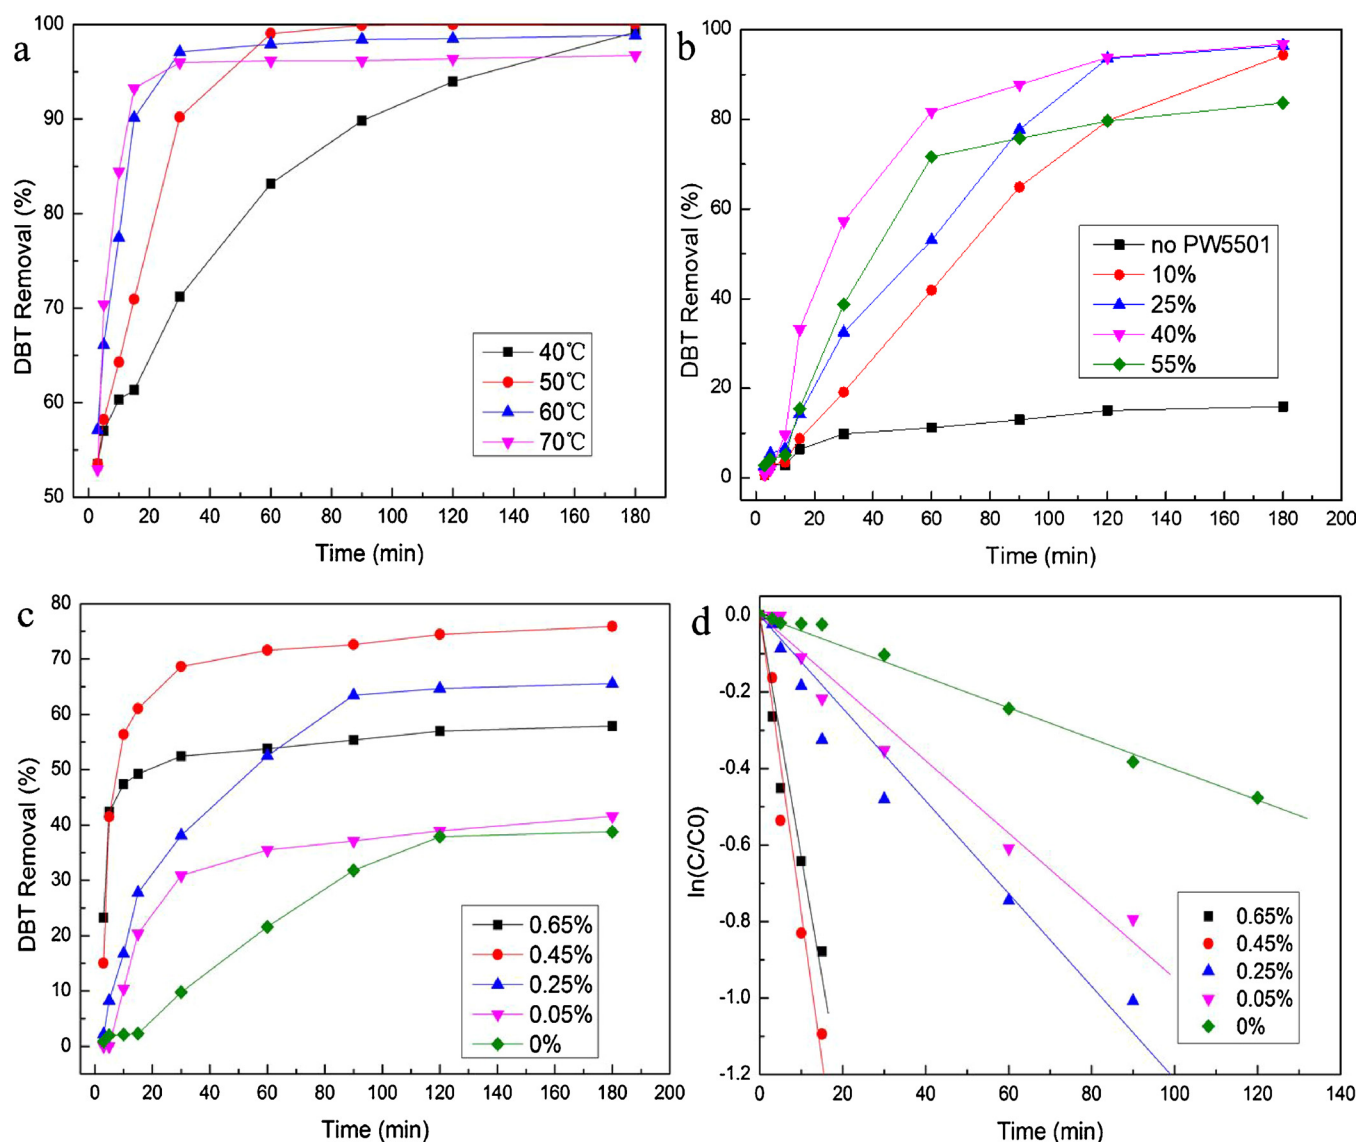 a
100
90
80
70
60
50
DBT Removal (%)
0 20 40 60 80 100 120 140 160 180
Time (min)
40℃
50℃
60℃
70℃
b
100
80
60
40
20
0
DBT Removal (%)
0 20 40 60 80 100 120 140 160 180 200
Time (min)
no PW5501
10%
25%
40%
55%
c
80
70
60
50
40
30
20
10
0
DBT Removal (%)
0 20 40 60 80 100 120 140 160 180 200
Time (min)
0.65%
0.45%
0.25%
0.05%
0%
d
0.0
-0.2
-0.4
-0.6
-0.8
-1.0
-1.2
ln(C/C0)
0 20 40 60 80 100 120 140
Time (min)
0.65%
0.45%
0.25%
0.05%
0%